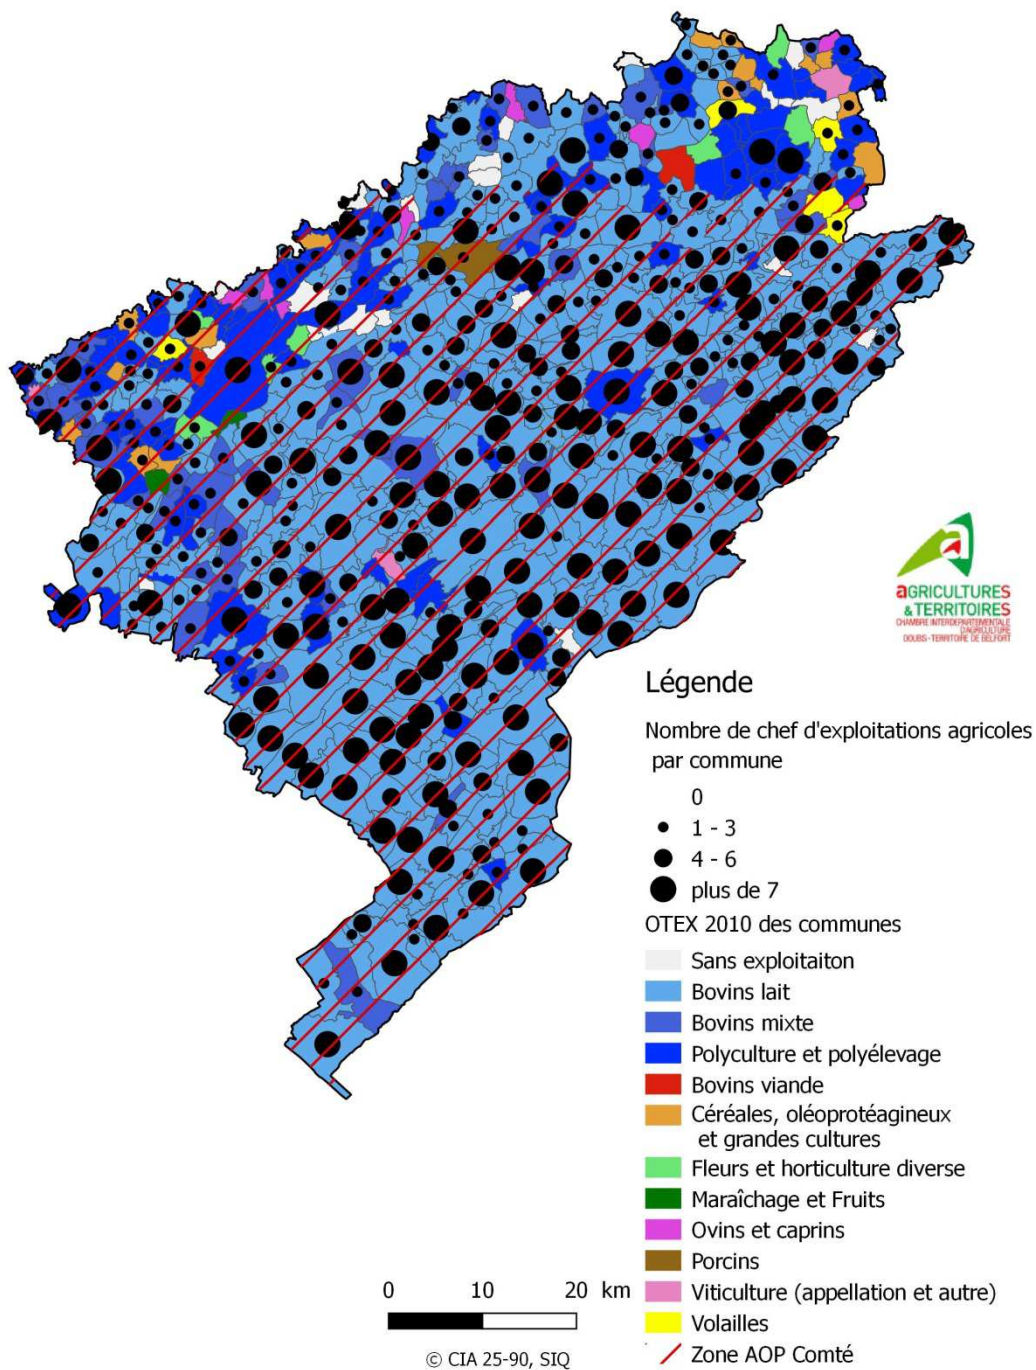 aGRICULTURES
& TERRITOIRES
CHAMBRE INTERDEPARTEMENTALE
D'AGRICULTURE
DOUBS - TERRITOIRE DE BELFORT
Légende
Nombre de chef d'exploitations agricoles
par commune
0
1 - 3
4 - 6
plus de 7
OTEX 2010 des communes
Sans exploitaiton
Bovins lait
Bovins mixte
Polyculture et polyélevage
Bovins viande
Céréales, oléoprotéagineux
et grandes cultures
Fleurs et horticulture diverse
Maraîchage et Fruits
Ovins et caprins
Porcins
Viticulture (appellation et autre)
Volailles
Zone AOP Comté
0 10 20 km
© CIA 25-90, SIQ